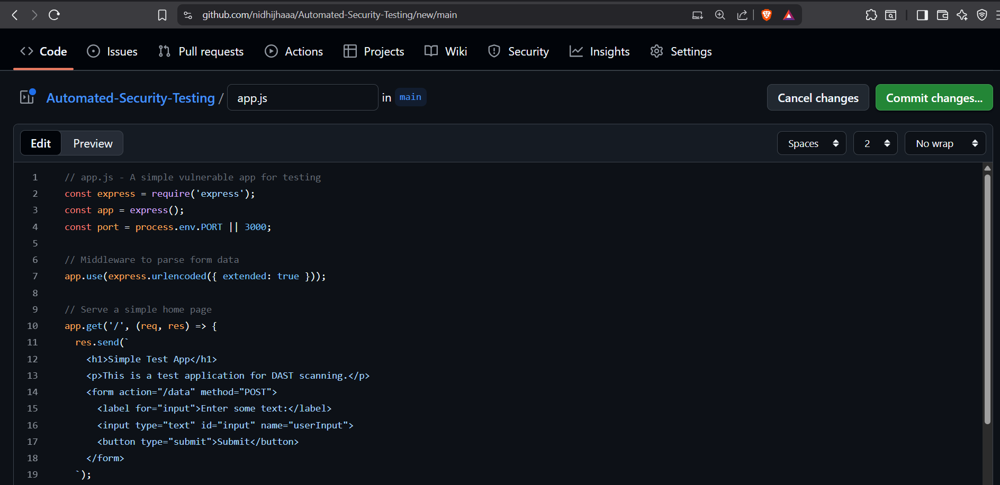 github.com/nidhijhaaa/Automated-Security-Testing/new/main
Code Issues Pull requests Actions Projects Wiki Security Insights Settings
Automated-Security-Testing / app.js in main Cancel changes Commit changes...
Edit Preview Spaces 2 No wrap
1 // app.js - A simple vulnerable app for testing
2 const express = require('express');
3 const app = express();
4 const port = process.env.PORT || 3000;
5
6 // Middleware to parse form data
7 app.use(express.urlencoded({ extended: true }));
8
9 // Serve a simple home page
10 app.get('/', (req, res) => {
11 res.send(`
12 <h1>Simple Test App</h1>
13 <p>This is a test application for DAST scanning.</p>
14 <form action="/data" method="POST">
15 <label for="input">Enter some text:</label>
16 <input type="text" id="input" name="userInput">
17 <button type="submit">Submit</button>
18 </form>
19 `);